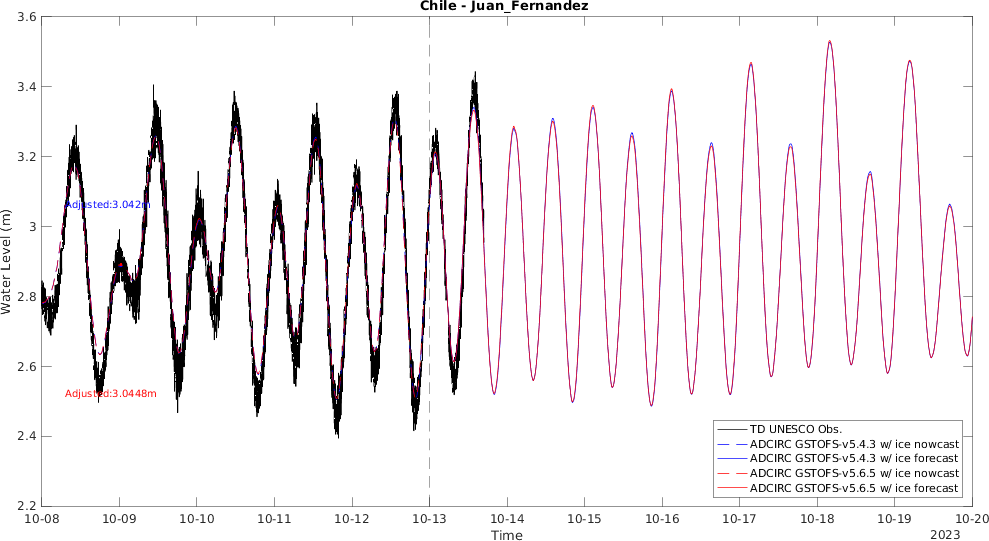 Chile - Juan_Fernandez
3.6
3.4
3.2
3
2.8
2.6
2.4
2.2
Water Level (m)
Adjusted:3.042m
Adjusted:3.0448m
TD UNESCO Obs.
ADCIRC GSTOFS-v5.4.3 w/ ice nowcast
ADCIRC GSTOFS-v5.4.3 w/ ice forecast
ADCIRC GSTOFS-v5.6.5 w/ ice nowcast
ADCIRC GSTOFS-v5.6.5 w/ ice forecast
10-08 10-09 10-10 10-11 10-12 10-13 10-14 10-15 10-16 10-17 10-18 10-19 10-20
Time
2023